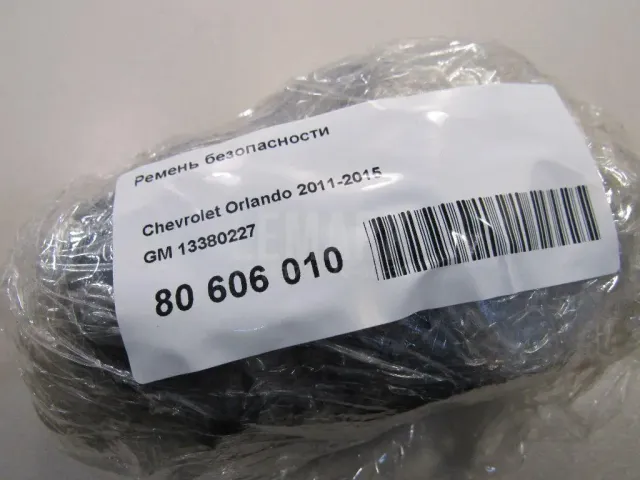 Ремень безопасности
Chevrolet Orlando 2011-2015
GM 13380227
80 606 010